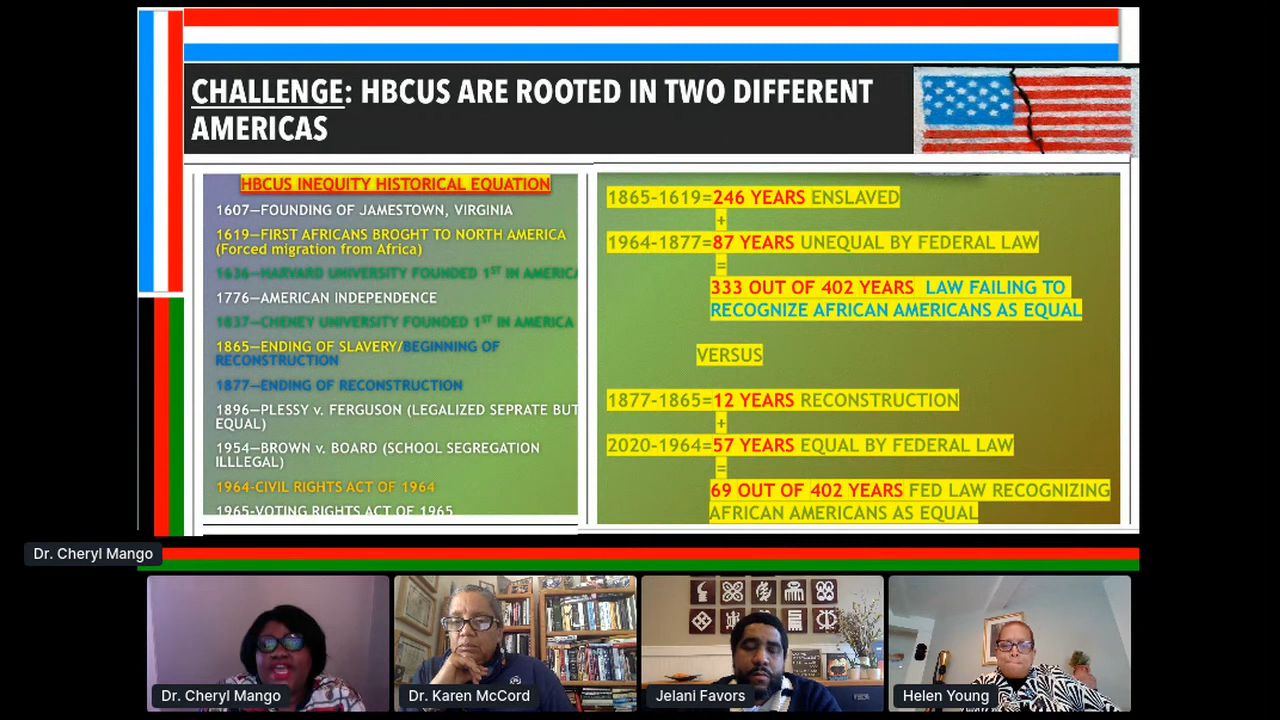 CHALLENGE: HBCUS ARE ROOTED IN TWO DIFFERENT
AMERICAS
HBCUS INEQUITY HISTORICAL EQUATION
1607—FOUNDING OF JAMESTOWN, VIRGINIA
1619—FIRST AFRICANS BROGHT TO NORTH AMERICA
(Forced migration from Africa)
1636—HARVARD UNIVERSITY FOUNDED 1ST IN AMERICA
1776—AMERICAN INDEPENDENCE
1837—CHENEY UNIVERSITY FOUNDED 1ST IN AMERICA
1865—ENDING OF SLAVERY/BEGINNING OF
RECONSTRUCTION
1877—ENDING OF RECONSTRUCTION
1896—PLESSY v. FERGUSON (LEGALIZED SEPRATE BUT
EQUAL)
1954—BROWN v. BOARD (SCHOOL SEGREGATION
ILLLEGAL)
1964-CIVIL RIGHTS ACT OF 1964
1965-VOTING RIGHTS ACT OF 1965
1865-1619=246 YEARS ENSLAVED
+
1964-1877=87 YEARS UNEQUAL BY FEDERAL LAW
=
333 OUT OF 402 YEARS LAW FAILING TO
RECOGNIZE AFRICAN AMERICANS AS EQUAL
VERSUS
1877-1865=12 YEARS RECONSTRUCTION
+
2020-1964=57 YEARS EQUAL BY FEDERAL LAW
=
69 OUT OF 402 YEARS FED LAW RECOGNIZING
AFRICAN AMERICANS AS EQUAL
Dr. Cheryl Mango
Dr. Cheryl Mango
Dr. Karen McCord
Jelani Favors
Helen Young